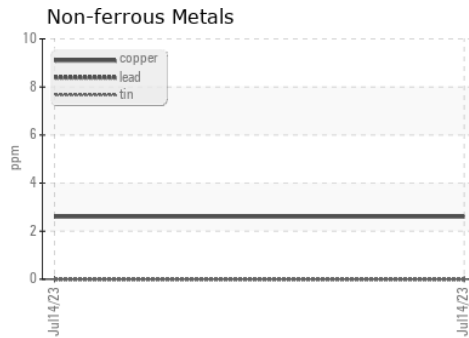 Non-ferrous Metals
10
8
6
4
2
0
ppm
copper
lead
tin
Jul14/23
Jul14/23